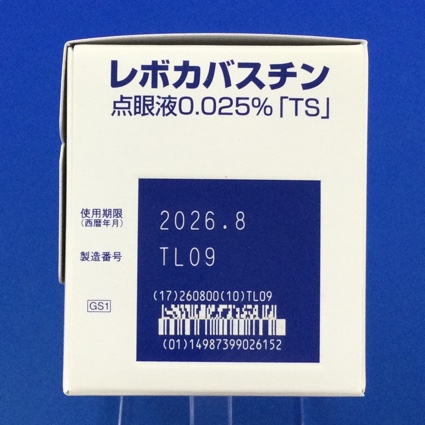 レボカバスチン
点眼液0.025%「TS」
使用期限 2026.8
(西暦年月)
製造番号 TL09
(17)260800(10)TL09
GS1
(01)14987399026152